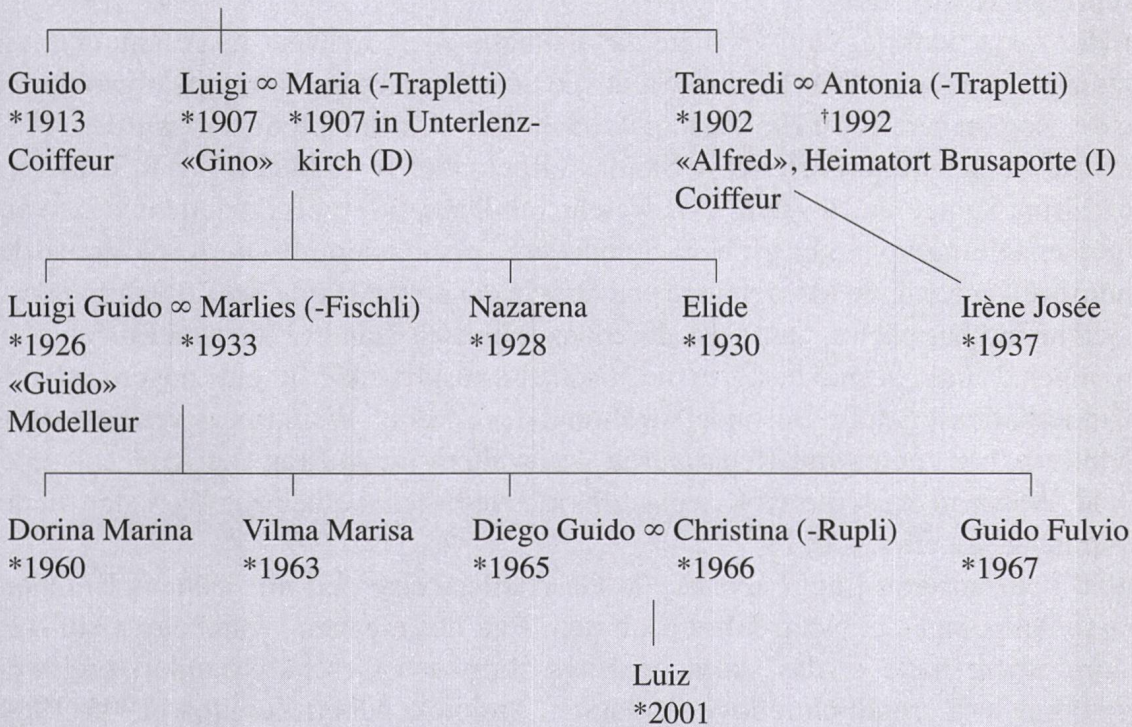 Guido Luigi ∞ Maria (-Trapletti) Tancredi ∞ Antonia (-Trapletti)
*1913 *1907 *1907 in Unterlenz- *1902 †1992
Coiffeur «Gino» kirch (D) «Alfred», Heimatort Brusaporte (I)
Coiffeur
Luigi Guido ∞ Marlies (-Fischli) Nazarena Elide Irène Josée
*1926 *1933 *1928 *1930 *1937
«Guido»
Modelleur
Dorina Marina Vilma Marisa Diego Guido ∞ Christina (-Rupli) Guido Fulvio
*1960 *1963 *1965 *1966 *1967
Luiz
*2001